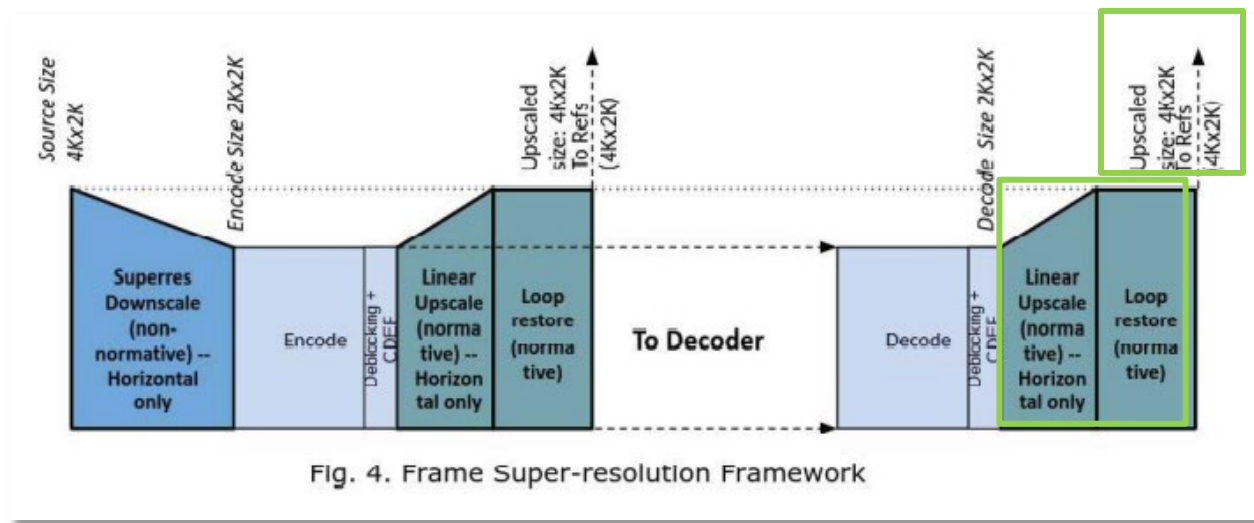 Source Size
4Kx2K
Encode Size 2Kx2K
Upscaled
size: 4Kx2K
To Refs
(4Kx2K)
Decode Size 2Kx2K
Upscaled
size: 4Kx2K
To Refs
(4Kx2K)
Superres
Downscale
(non-
normative) --
Horizontal
only
Encode
Deblocking +
CDEF
Linear
Upscale
(norma
tive) --
Horizon
tal only
Loop
restore
(norma
tive)
To Decoder
Decode
Deblocking +
CDEF
Linear
Upscale
(norma
tive) --
Horizon
tal only
Loop
restore
(norma
tive)
Fig. 4. Frame Super-resolution Framework